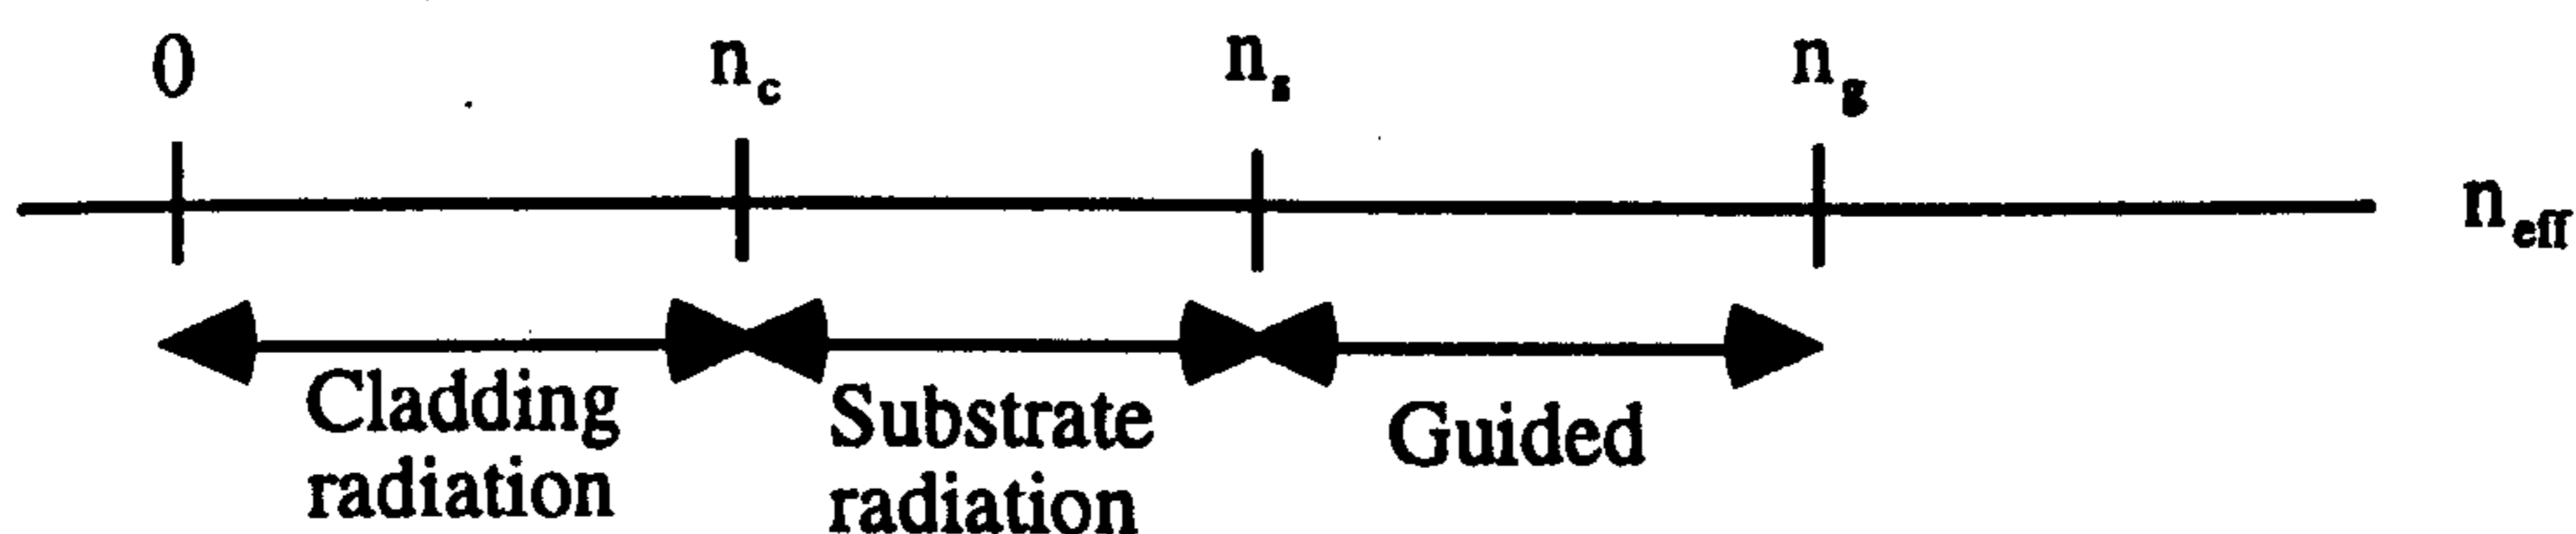 0 n_c n_s n_g
n_eff
Cladding
radiation
Substrate
radiation
Guided